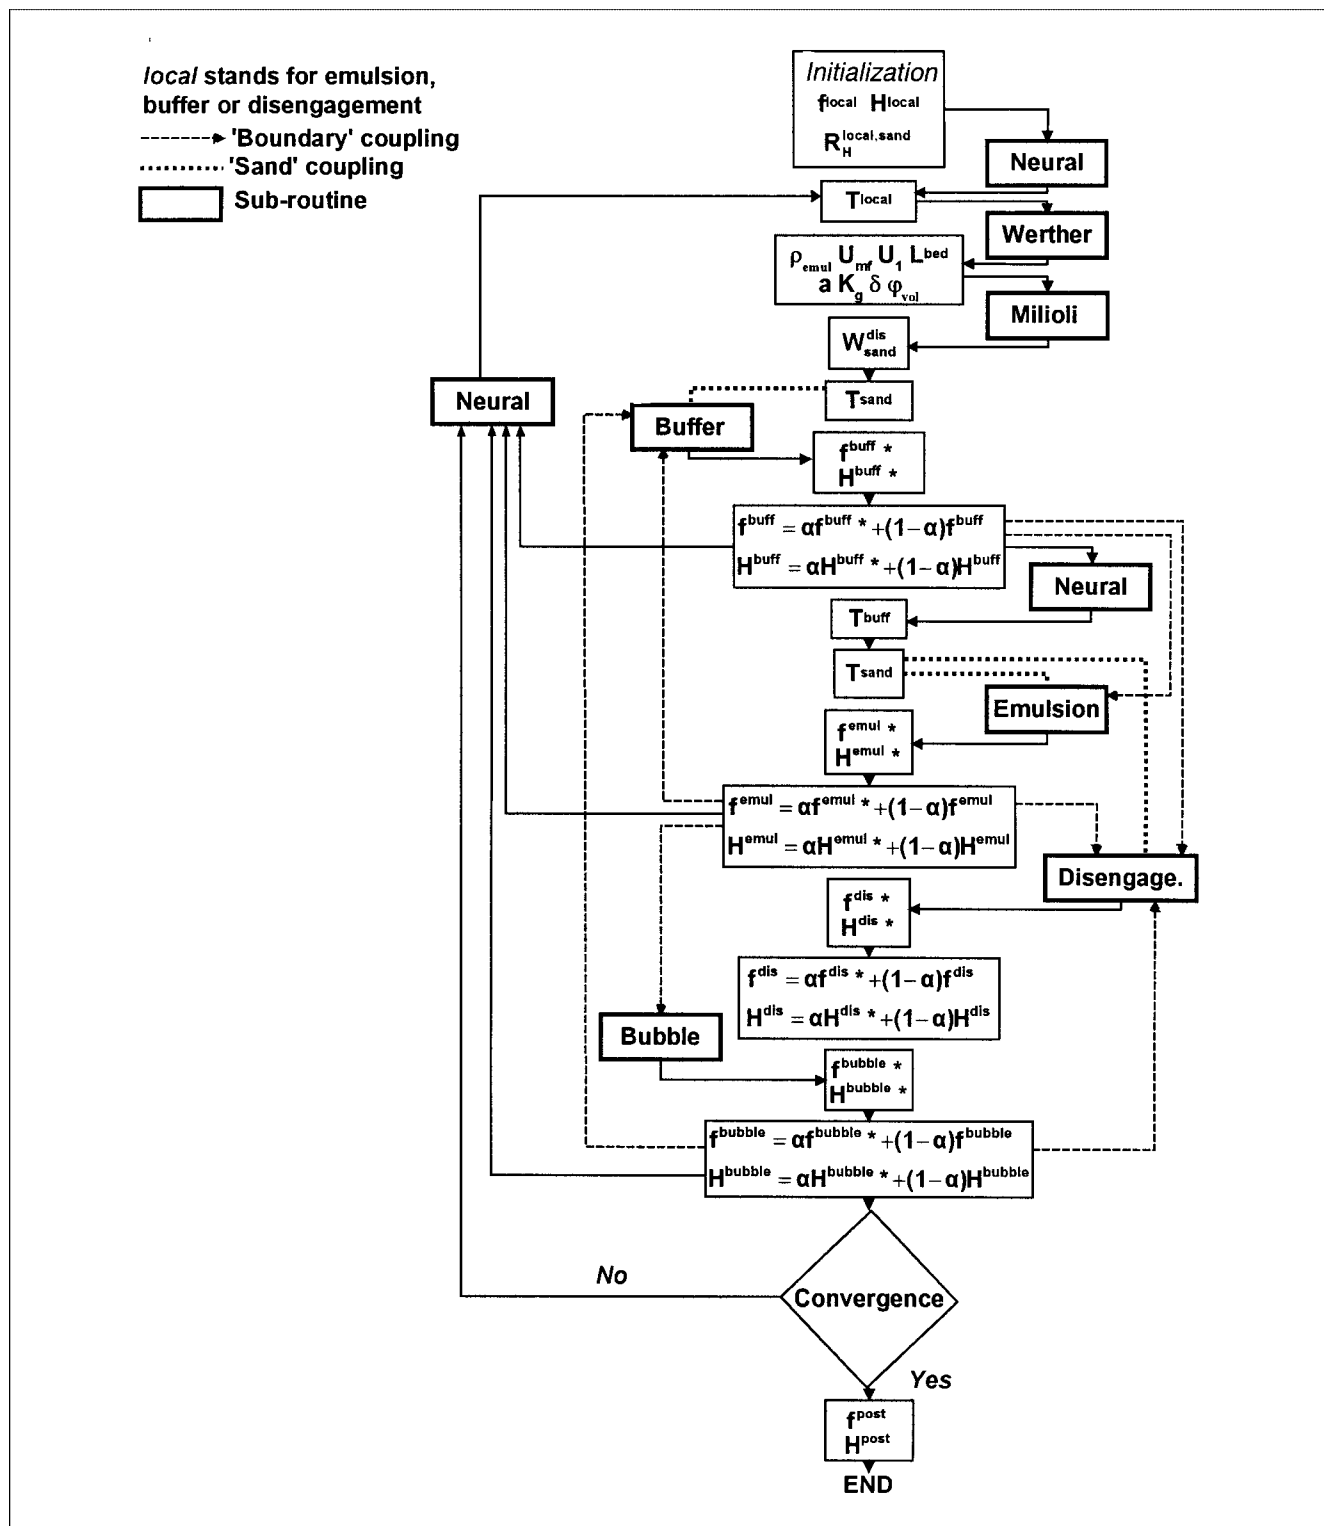 local stands for emulsion,
buffer or disengagement
'Boundary' coupling
'Sand' coupling
Sub-routine
Initialization
f^local H^local
R_H^local,sand
Neural
T^local
Werther
ρ_emul U_mf U_1 L^bed
a K_g δ φ_vol
Milioli
W_sand^dis
T^sand
Neural
Buffer
f^buff *
H^buff *
f^buff = αf^buff * +(1−α)f^buff
H^buff = αH^buff * +(1−α)H^buff
Neural
T^buff
T^sand
Emulsion
f^emul *
H^emul *
f^emul = αf^emul * +(1−α)f^emul
H^emul = αH^emul * +(1−α)H^emul
Disengage.
f^dis *
H^dis *
f^dis = αf^dis * +(1−α)f^dis
H^dis = αH^dis * +(1−α)H^dis
Bubble
f^bubble *
H^bubble *
f^bubble = αf^bubble * +(1−α)f^bubble
H^bubble = αH^bubble * +(1−α)H^bubble
No
Convergence
Yes
f^post
H^post
END